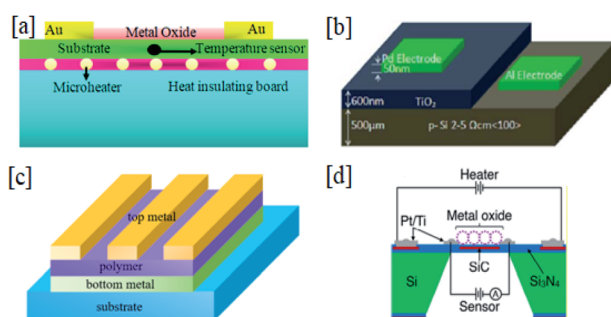 [a]
Au
Metal Oxide
Au
Substrate
Temperature sensor
Microheater
Heat insulating board
[b]
Pd Electrode
50nm
Al Electrode
600nm
TiO₂
500μm
p- Si 2-5 Ωcm<100>
[c]
top metal
polymer
bottom metal
substrate
[d]
Heater
Pt/Ti
Metal oxide
SiC
Si
Si₃N₄
A
Sensor